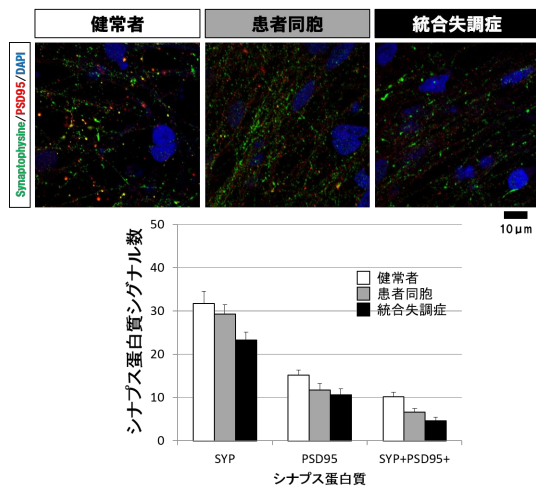 健常者
患者同胞
統合失調症
Synaptophysine/PSD95/DAPI
10μm
シナプス蛋白質シグナル数
50
40
30
20
10
0
健常者
患者同胞
統合失調症
SYP
PSD95
SYP+PSD95+
シナプス蛋白質